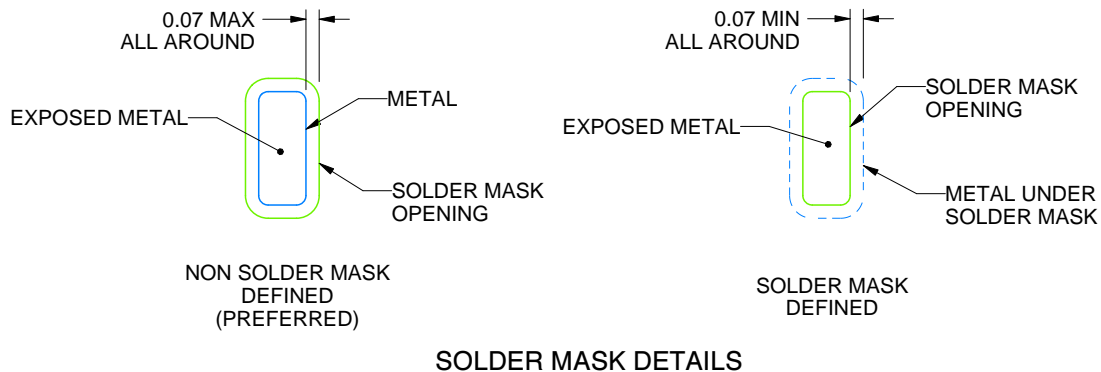 0.07 MAX
ALL AROUND
EXPOSED METAL
METAL
SOLDER MASK
OPENING
NON SOLDER MASK
DEFINED
(PREFERRED)
0.07 MIN
ALL AROUND
EXPOSED METAL
SOLDER MASK
OPENING
METAL UNDER
SOLDER MASK
SOLDER MASK
DEFINED
SOLDER MASK DETAILS